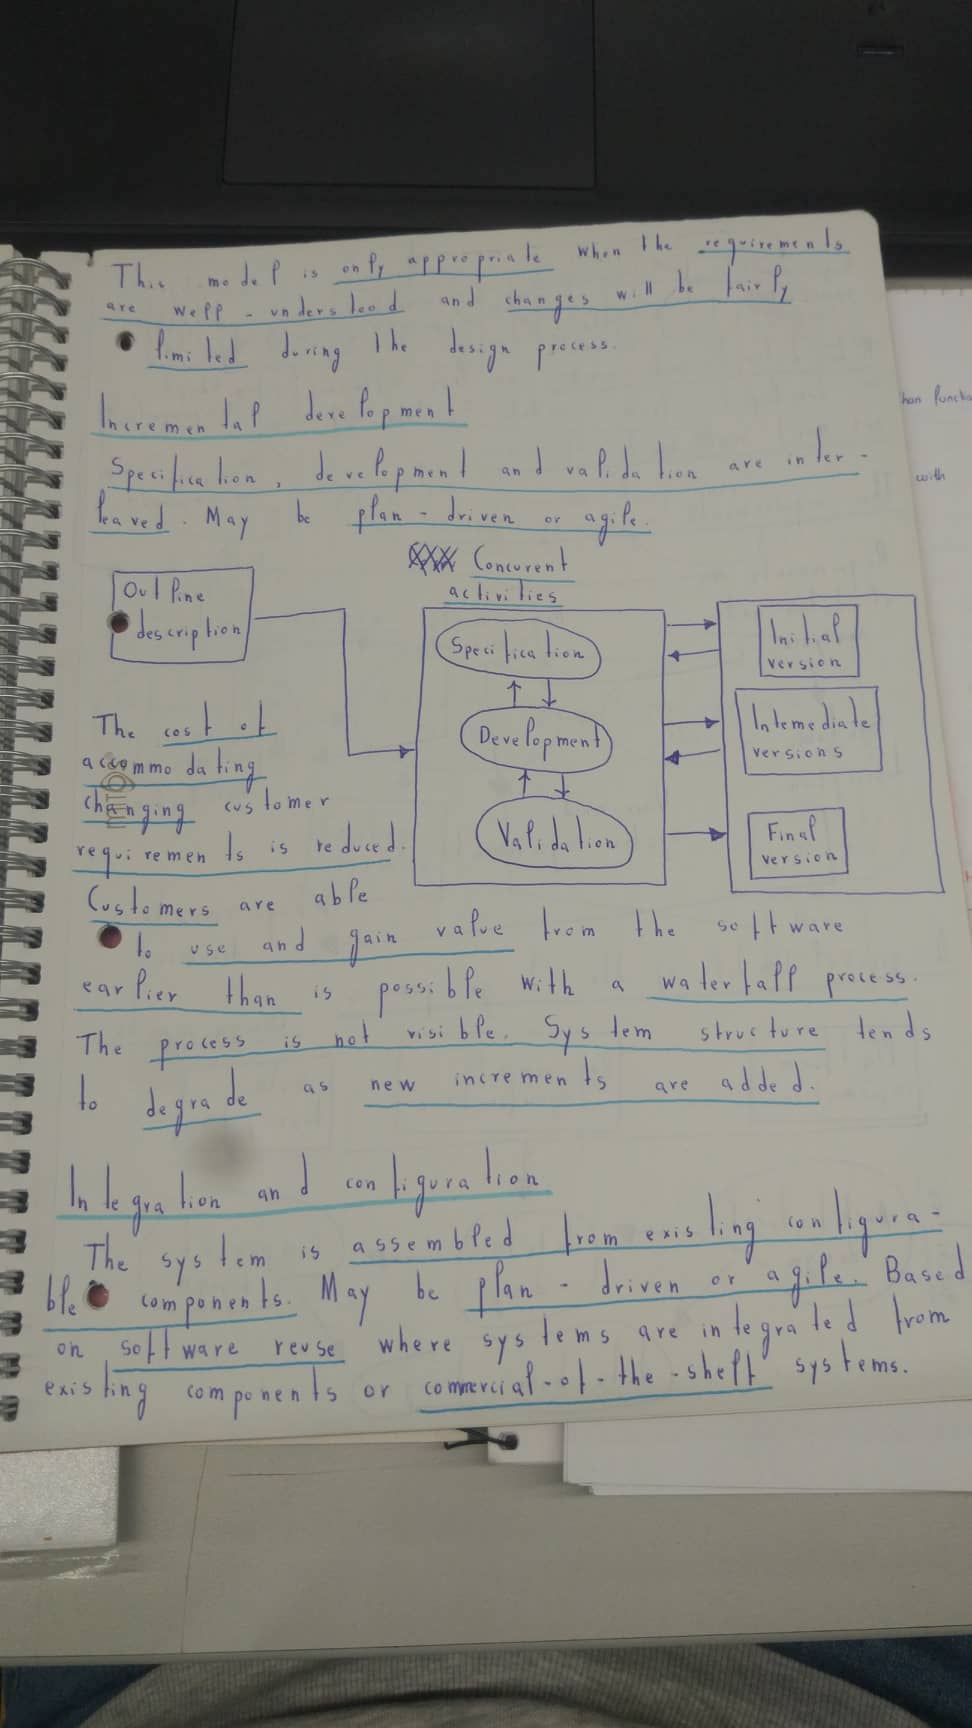 This model is only appropriate when the requirements
are well-understood and changes will be fairly
limited during the design process.
Incremental development
Specification, development and validation are inter-
leaved. May be plan-driven or agile.
Concurent
activities
Outline
description
Specification
Development
Validation
Initial
version
Intemediate
versions
Final
version
The cost of
accommodating
changing customer
requirements is reduced.
Customers are able
to use and gain value from the software
earlier than is possible with a waterfall process.
The process is not visible. System structure tends
to degrade as new increments are added.
Integration and configuration
The system is assembled from existing configura-
ble components. May be plan-driven or agile. Based
on software reuse where systems are integrated from
existing components or commercial-of-the-shelf systems.
with